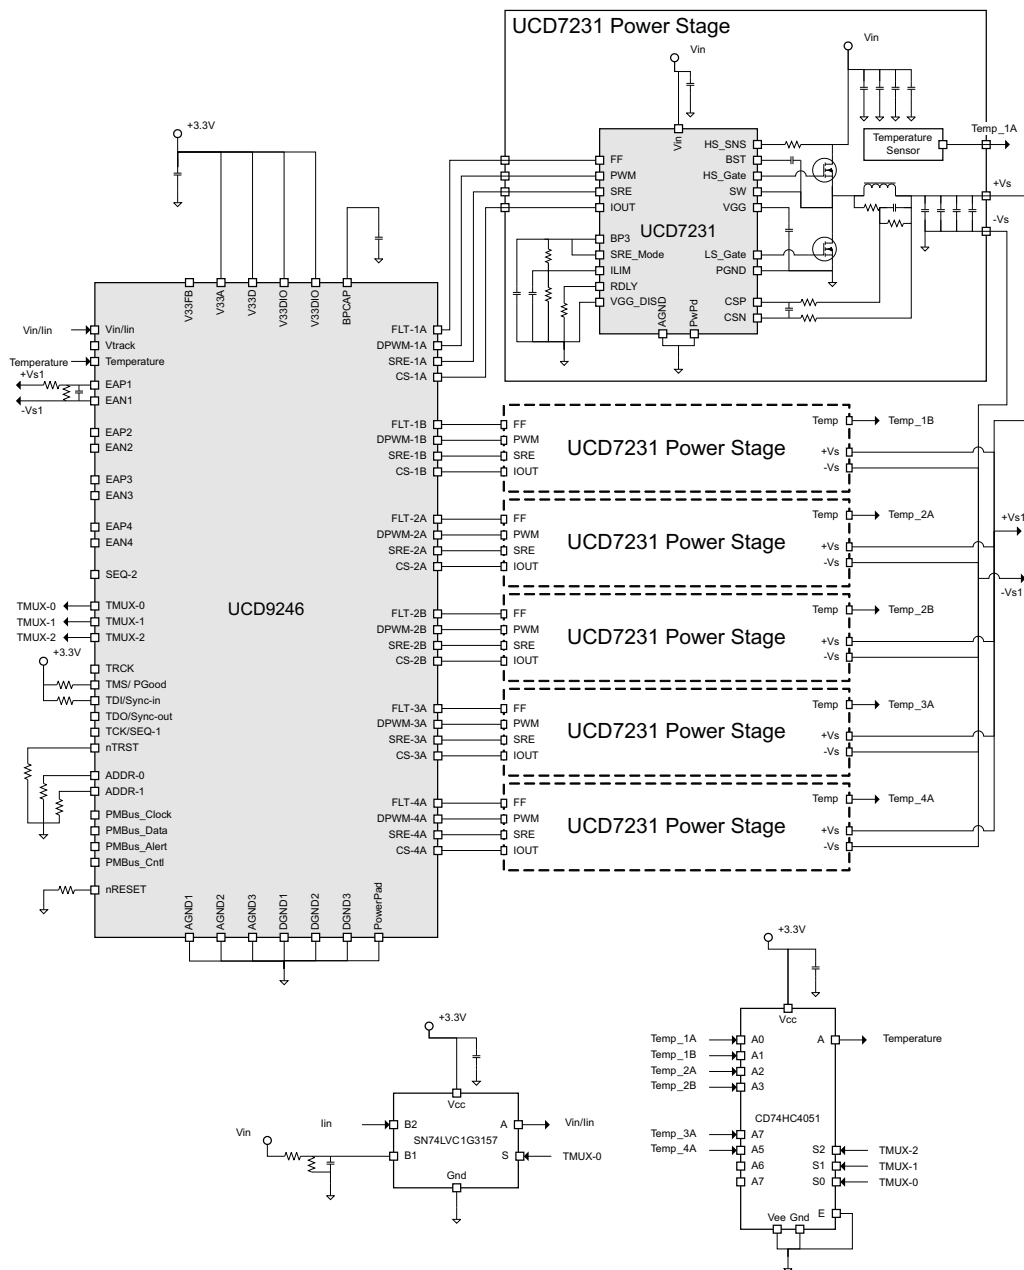 UCD7231 Power Stage
Vin
Vin
+3.3V
Temp_1A
Temperature
Sensor
Vin
HS_SNS
BST
HS_Gate
SW
VGG
LS_Gate
PGND
CSP
CSN
FF
PWM
SRE
IOUT
BP3
SRE_Mode
ILIM
RDLY
VGG_DIS
AGND
PwPd
UCD7231
+Vs
-Vs
V33FB
V33A
V33D
V33DIO
V33DIO
BPCAP
Vin/Iin
Vin/Iin
Vtrack
Temperature
Temperature
+Vs1
EAP1
-Vs1
EAN1
EAP2
EAN2
EAP3
EAN3
EAP4
EAN4
SEQ-2
TMUX-0
TMUX-0
TMUX-1
TMUX-1
TMUX-2
TMUX-2
+3.3V
TRCK
TMS/ PGood
TDI/Sync-in
TDO/Sync-out
TCK/SEQ-1
nTRST
ADDR-0
ADDR-1
PMBus_Clock
PMBus_Data
PMBus_Alert
PMBus_Cntl
nRESET
UCD9246
AGND1
AGND2
AGND3
DGND1
DGND2
DGND3
PowerPad
FLT-1A
DPWM-1A
SRE-1A
CS-1A
FLT-1B
DPWM-1B
SRE-1B
CS-1B
FLT-2A
DPWM-2A
SRE-2A
CS-2A
FLT-2B
DPWM-2B
SRE-2B
CS-2B
FLT-3A
DPWM-3A
SRE-3A
CS-3A
FLT-4A
DPWM-4A
SRE-4A
CS-4A
FF
PWM
SRE
IOUT
UCD7231 Power Stage
Temp
+Vs
-Vs
Temp_1B
FF
PWM
SRE
IOUT
UCD7231 Power Stage
Temp
+Vs
-Vs
Temp_2A
+Vs1
-Vs1
FF
PWM
SRE
IOUT
UCD7231 Power Stage
Temp
+Vs
-Vs
Temp_2B
FF
PWM
SRE
IOUT
UCD7231 Power Stage
Temp
+Vs
-Vs
Temp_3A
FF
PWM
SRE
IOUT
UCD7231 Power Stage
Temp
+Vs
-Vs
Temp_4A
+3.3V
Vcc
Iin
B2
A
Vin/Iin
SN74LVC1G3157
Vin
B1
S
TMUX-0
Gnd
+3.3V
Vcc
Temp_1A
A0
A
Temperature
Temp_1B
A1
Temp_2A
A2
Temp_2B
A3
CD74HC4051
Temp_3A
A7
Temp_4A
A5
S2
TMUX-2
A6
S1
TMUX-1
A7
S0
TMUX-0
E
Vee
Gnd